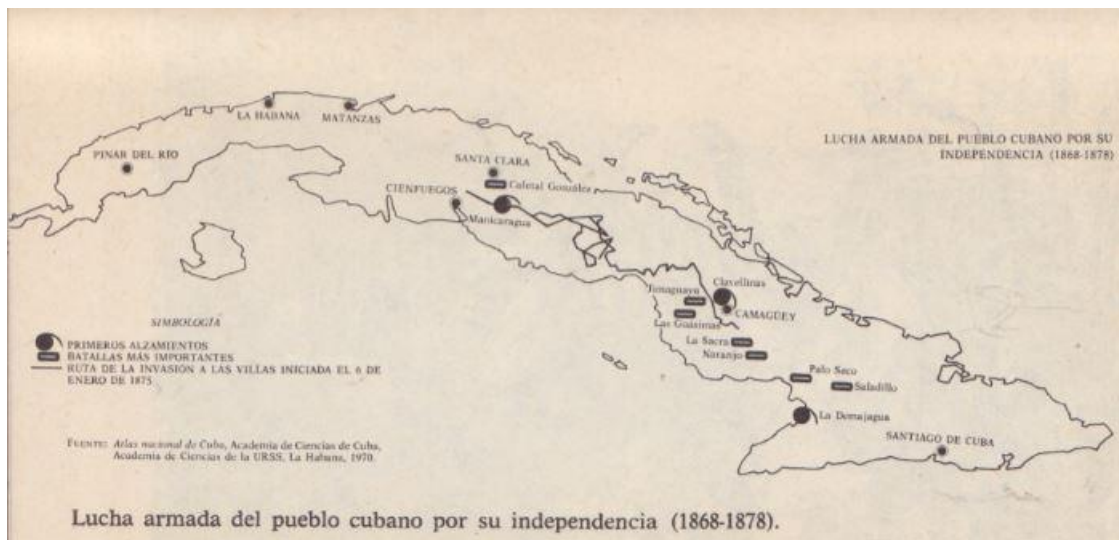 LA HABANA
MATANZAS
LUCHA ARMADA DEL PUEBLO CUBANO POR SU
INDEPENDENCIA (1868-1878)
PINAR DEL RÍO
SANTA CLARA
Cafetal González
CIENFUEGOS
Manicaragua
Clavellinas
Jimaguayú
CAMAGÜEY
Las Guásimas
La Sacra
Naranjo
Palo Seco
Saladillo
La Demajagua
SANTIAGO DE CUBA
SIMBOLOGÍA
PRIMEROS ALZAMIENTOS
BATALLAS MÁS IMPORTANTES
RUTA DE LA INVASIÓN A LAS VILLAS INICIADA EL 6 DE
ENERO DE 1875
FUENTE: Atlas nacional de Cuba, Academia de Ciencias de Cuba,
Academia de Ciencias de la URSS, La Habana, 1970.
Lucha armada del pueblo cubano por su independencia (1868-1878).